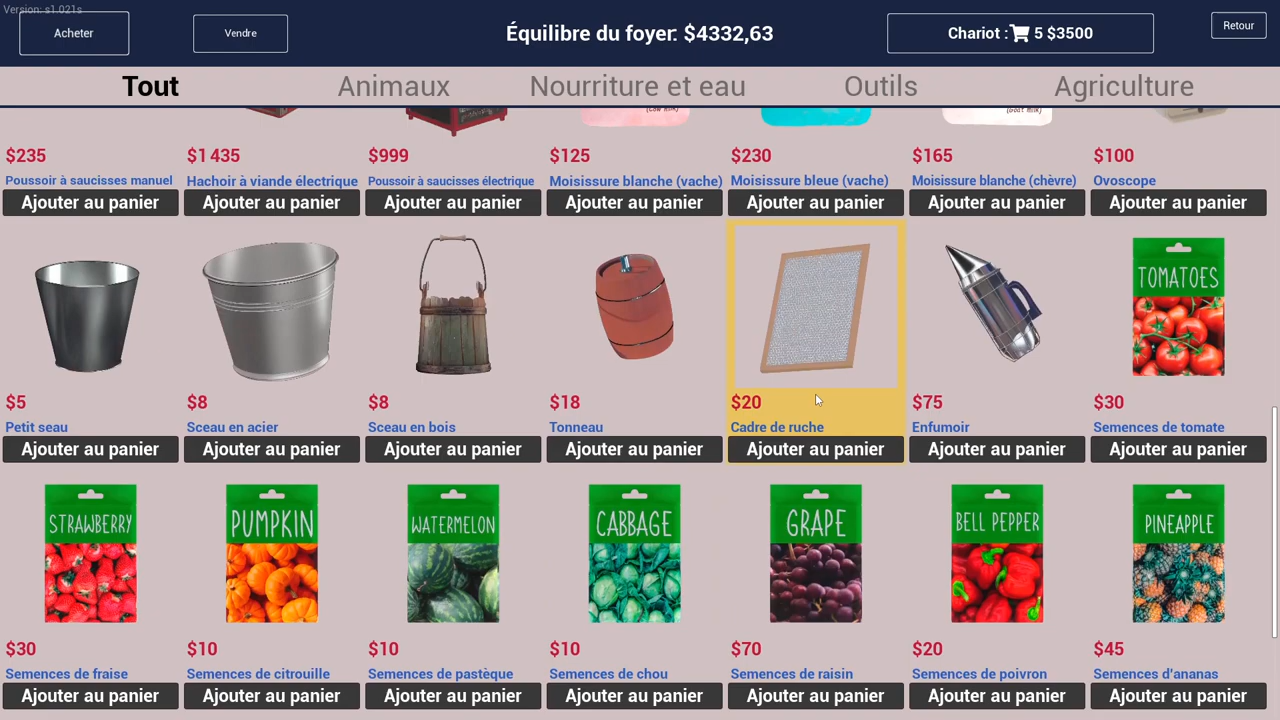 Version: s1.021s
Acheter
Vendre
Équilibre du foyer: $4332,63
Chariot : 5 $3500
Retour
Tout
Animaux
Nourriture et eau
Outils
Agriculture
(Cow Milk)
(Goat Milk)
$235
$1 435
$999
$125
$230
$165
$100
Poussoir à saucisses manuel
Hachoir à viande électrique
Poussoir à saucisses électrique
Moisissure blanche (vache)
Moisissure bleue (vache)
Moisissure blanche (chèvre)
Ovoscope
Ajouter au panier
Ajouter au panier
Ajouter au panier
Ajouter au panier
Ajouter au panier
Ajouter au panier
Ajouter au panier
TOMATOES
$5
$8
$8
$18
$20
$75
$30
Petit seau
Sceau en acier
Sceau en bois
Tonneau
Cadre de ruche
Enfumoir
Semences de tomate
Ajouter au panier
Ajouter au panier
Ajouter au panier
Ajouter au panier
Ajouter au panier
Ajouter au panier
Ajouter au panier
STRAWBERRY
PUMPKIN
WATERMELON
CABBAGE
GRAPE
BELL PEPPER
PINEAPPLE
$30
$10
$10
$10
$70
$20
$45
Semences de fraise
Semences de citrouille
Semences de pastèque
Semences de chou
Semences de raisin
Semences de poivron
Semences d'ananas
Ajouter au panier
Ajouter au panier
Ajouter au panier
Ajouter au panier
Ajouter au panier
Ajouter au panier
Ajouter au panier